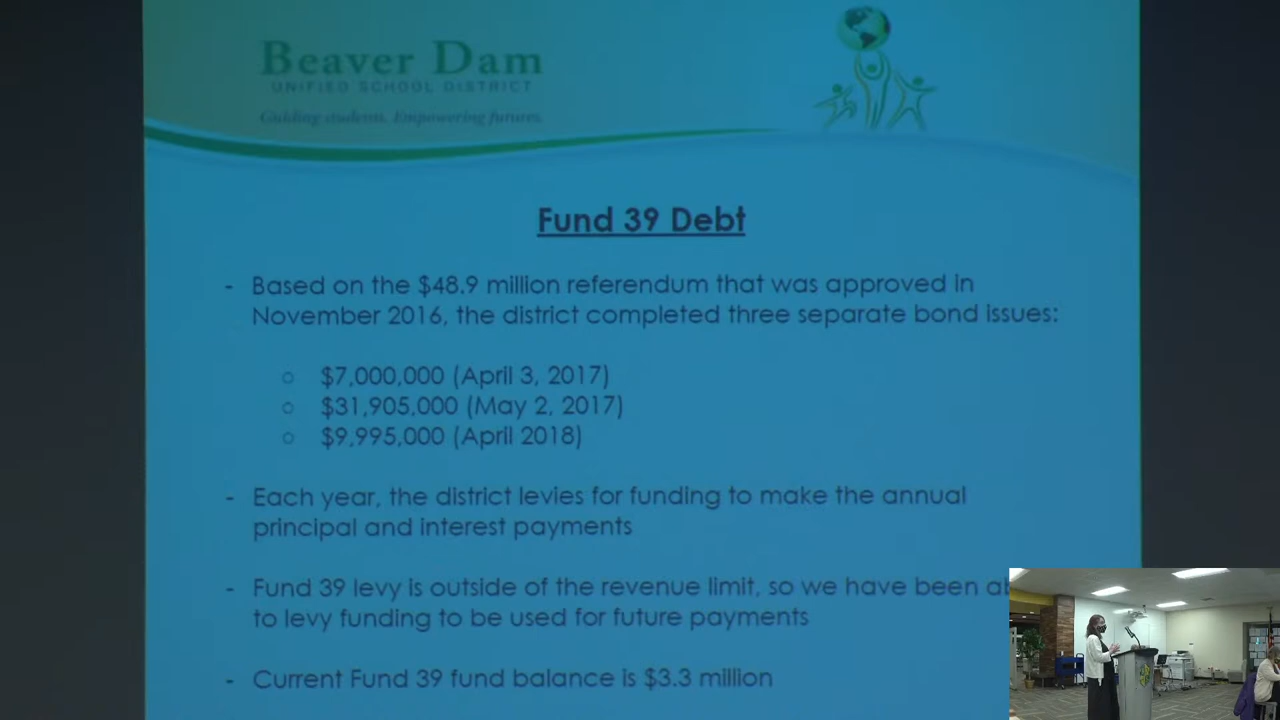 Beaver Dam
UNIFIED SCHOOL DISTRICT
Guiding students. Empowering futures.
Fund 39 Debt
- Based on the $48.9 million referendum that was approved in
November 2016, the district completed three separate bond issues:
○ $7,000,000 (April 3, 2017)
○ $31,905,000 (May 2, 2017)
○ $9,995,000 (April 2018)
- Each year, the district levies for funding to make the annual
principal and interest payments
- Fund 39 levy is outside of the revenue limit, so we have been
to levy funding to be used for future payments
- Current Fund 39 fund balance is $3.3 million